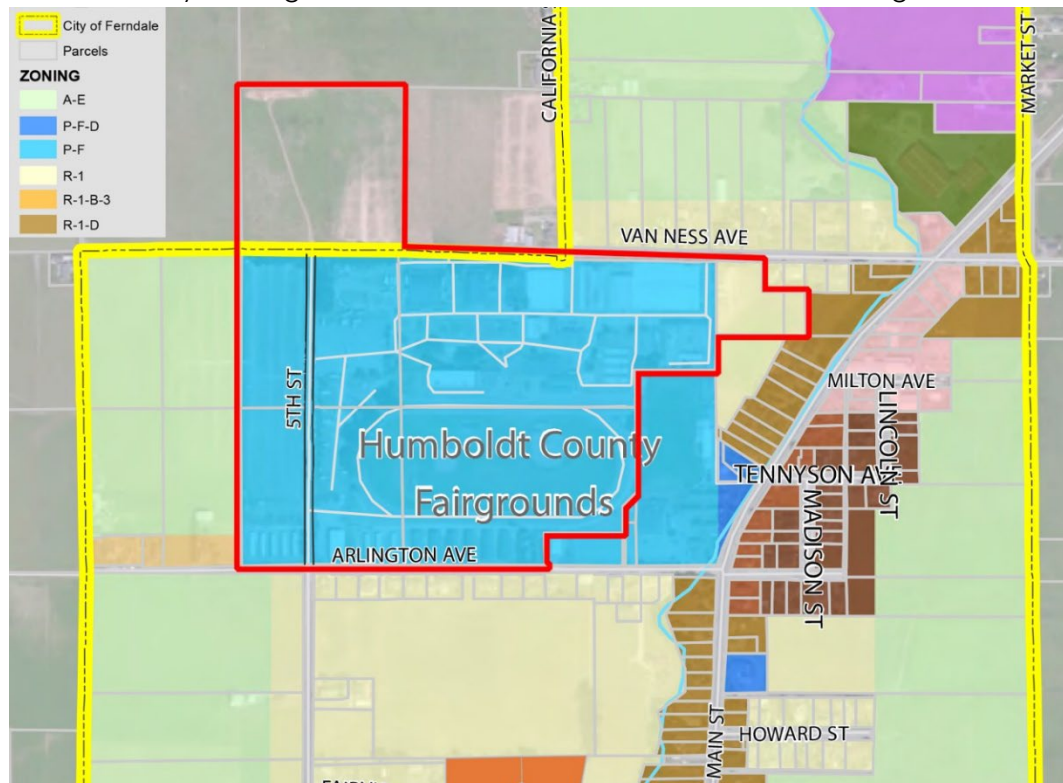 City of Ferndale
Parcels
ZONING
A-E
P-F-D
P-F
R-1
R-1-B-3
R-1-D
CALIFORNIA
MARKET ST
VAN NESS AVE
5TH ST
MILTON AVE
LINCOLN ST
Humboldt County
Fairgrounds
TENNYSON AV
MADISON ST
ARLINGTON AVE
MAIN ST
HOWARD ST